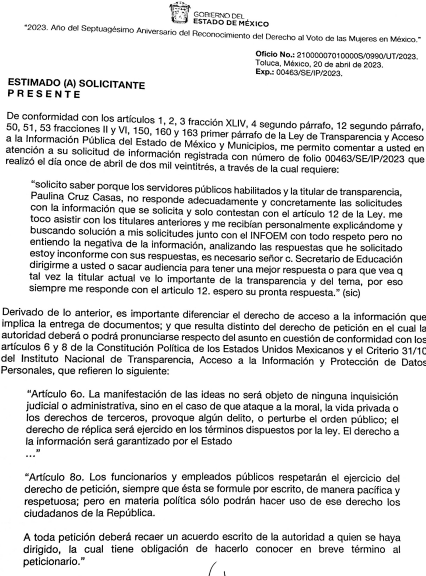 GOBIERNO DEL
ESTADO DE MÉXICO
"2023. Año del Septuagésimo Aniversario del Reconocimiento del Derecho al Voto de las Mujeres en México."
Oficio No.: 21000007010000S/0990/UT/2023.
Toluca, México, 20 de abril de 2023.
Exp.: 00463/SE/IP/2023.
ESTIMADO (A) SOLICITANTE
P R E S E N T E
De conformidad con los artículos 1, 2, 3 fracción XLIV, 4 segundo párrafo, 12 segundo párrafo,
50, 51, 53 fracciones II y VI, 150, 160 y 163 primer párrafo de la Ley de Transparencia y Acceso
a la Información Pública del Estado de México y Municipios, me permito comentar a usted en
atención a su solicitud de información registrada con número de folio 00463/SE/IP/2023 que
realizó el día once de abril de dos mil veintitrés, a través de la cual requiere:
"solicito saber porque los servidores públicos habilitados y la titular de transparencia,
Paulina Cruz Casas, no responde adecuadamente y concretamente las solicitudes
con la información que se solicita y solo contestan con el artículo 12 de la Ley. me
toco asistir con los titulares anteriores y me recibían personalmente explicándome y
buscando solución a mis solicitudes junto con el INFOEM con todo respeto pero no
entiendo la negativa de la información, analizando las respuestas que he solicitado
estoy inconforme con sus respuestas, es necesario señor c. Secretario de Educación
dirigirme a usted o sacar audiencia para tener una mejor respuesta o para que vea q
tal vez la titular actual ve lo importante de la transparencia y del tema, por eso
siempre me responden con el articulo 12. espero su pronta respuesta." (sic)
Derivado de lo anterior, es importante diferenciar el derecho de acceso a la información que
implica la entrega de documentos; y que resulta distinto del derecho de petición en el cual la
autoridad deberá o podrá pronunciarse respecto del asunto en cuestión de conformidad con los
artículos 6 y 8 de la Constitución Política de los Estados Unidos Mexicanos y el Criterio 31/10
del Instituto Nacional de Transparencia, Acceso a la Información y Protección de Datos
Personales, que refieren lo siguiente:
"Artículo 6o. La manifestación de las ideas no será objeto de ninguna inquisición
judicial o administrativa, sino en el caso de que ataque a la moral, la vida privada o
los derechos de terceros, provoque algún delito, o perturbe el orden público; el
derecho de réplica será ejercido en los términos dispuestos por la ley. El derecho a
la información será garantizado por el Estado
..."
"Artículo 8o. Los funcionarios y empleados públicos respetarán el ejercicio del
derecho de petición, siempre que ésta se formule por escrito, de manera pacífica y
respetuosa; pero en materia política sólo podrán hacer uso de ese derecho los
ciudadanos de la República.
A toda petición deberá recaer un acuerdo escrito de la autoridad a quien se haya
dirigido, la cual tiene obligación de hacerlo conocer en breve término al
peticionario."